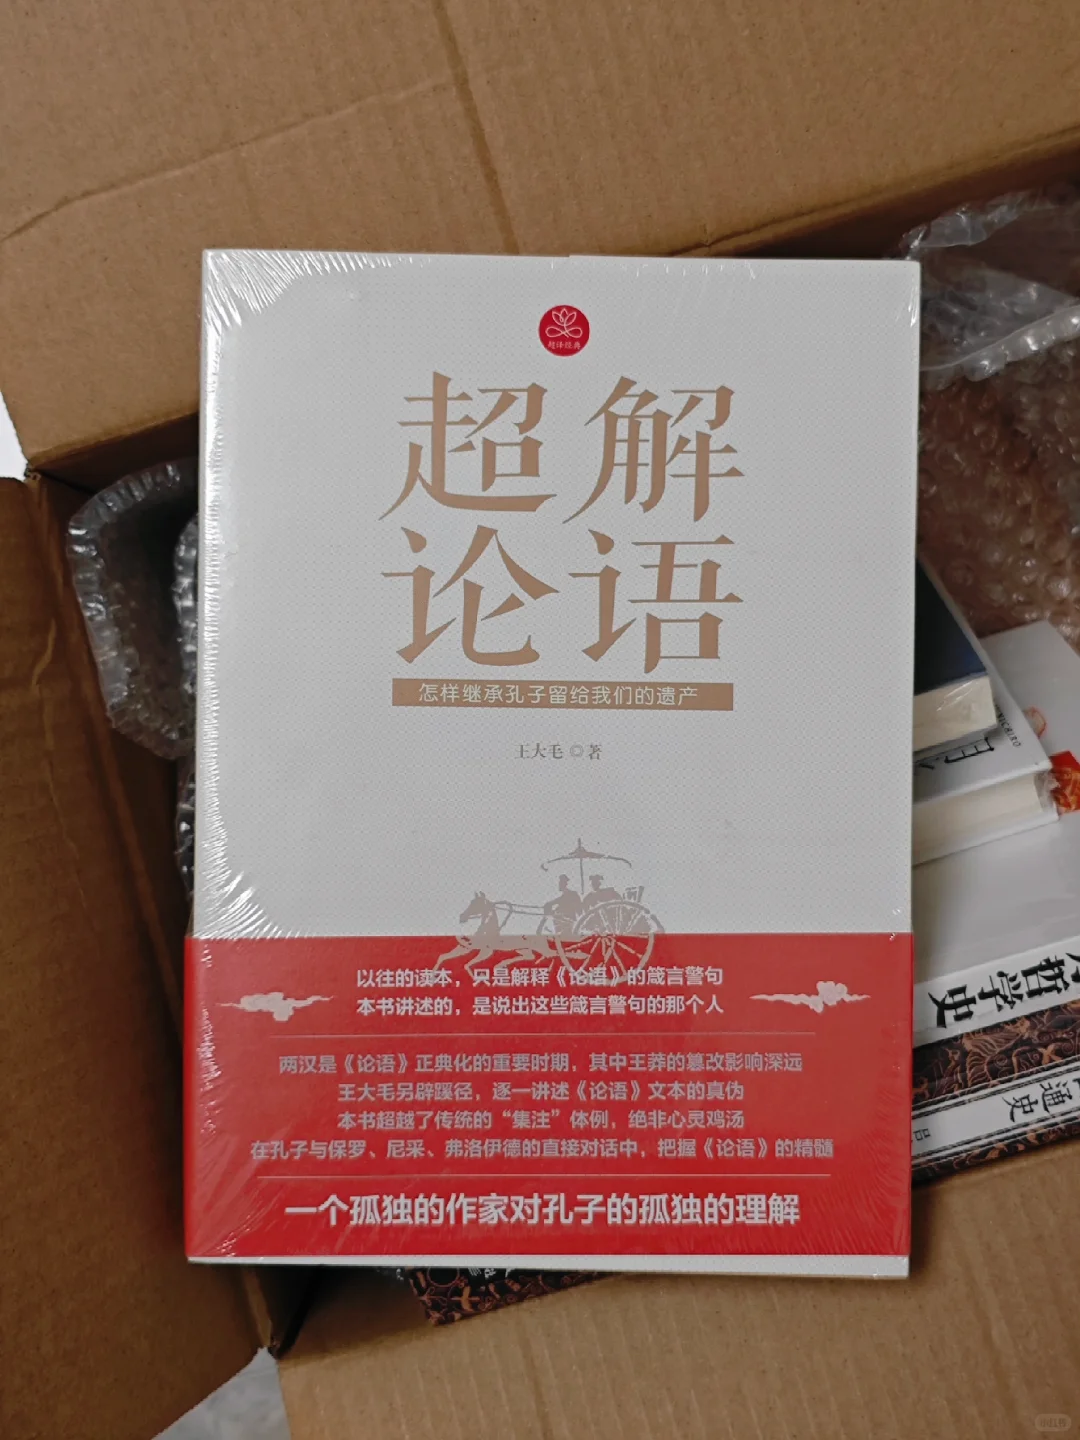 超译经典
超解
论语
怎样继承孔子留给我们的遗产
王大毛 ◎ 著
以往的读本，只是解释《论语》的箴言警句
本书讲述的，是说出这些箴言警句的那个人
两汉是《论语》正典化的重要时期，其中王莽的篡改影响深远
王大毛另辟蹊径，逐一讲述《论语》文本的真伪
本书超越了传统的“集注”体例，绝非心灵鸡汤
在孔子与保罗、尼采、弗洛伊德的直接对话中，把握《论语》的精髓
一个孤独的作家对孔子的孤独的理解
哲学史
通史
吕
小红书